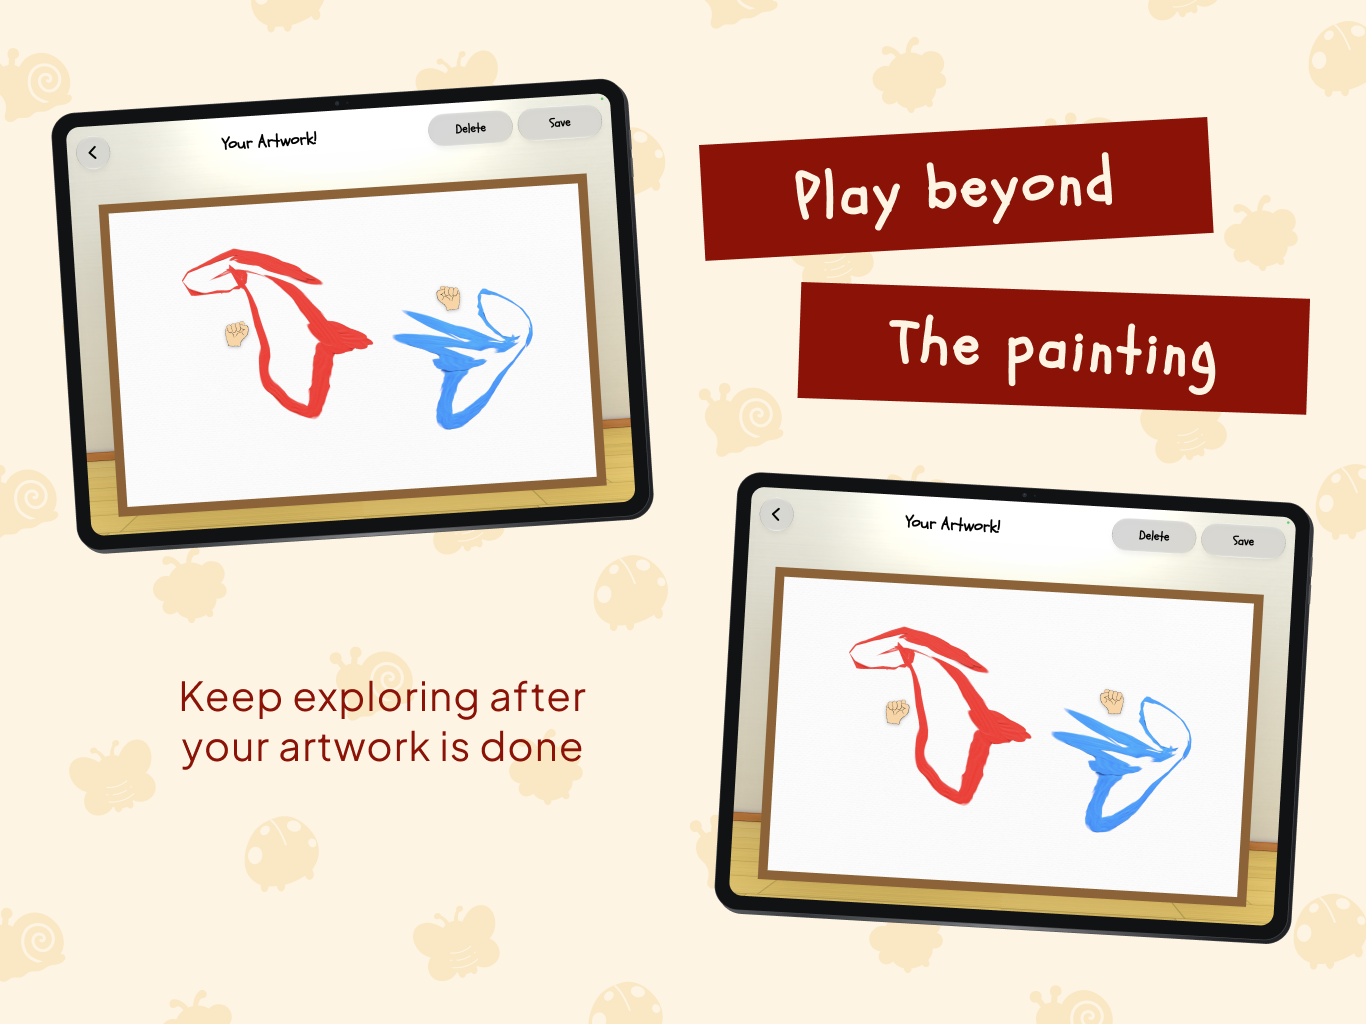 Your Artwork!
Delete
Save
Play beyond
The painting
Keep exploring after
your artwork is done
Your Artwork!
Delete
Save